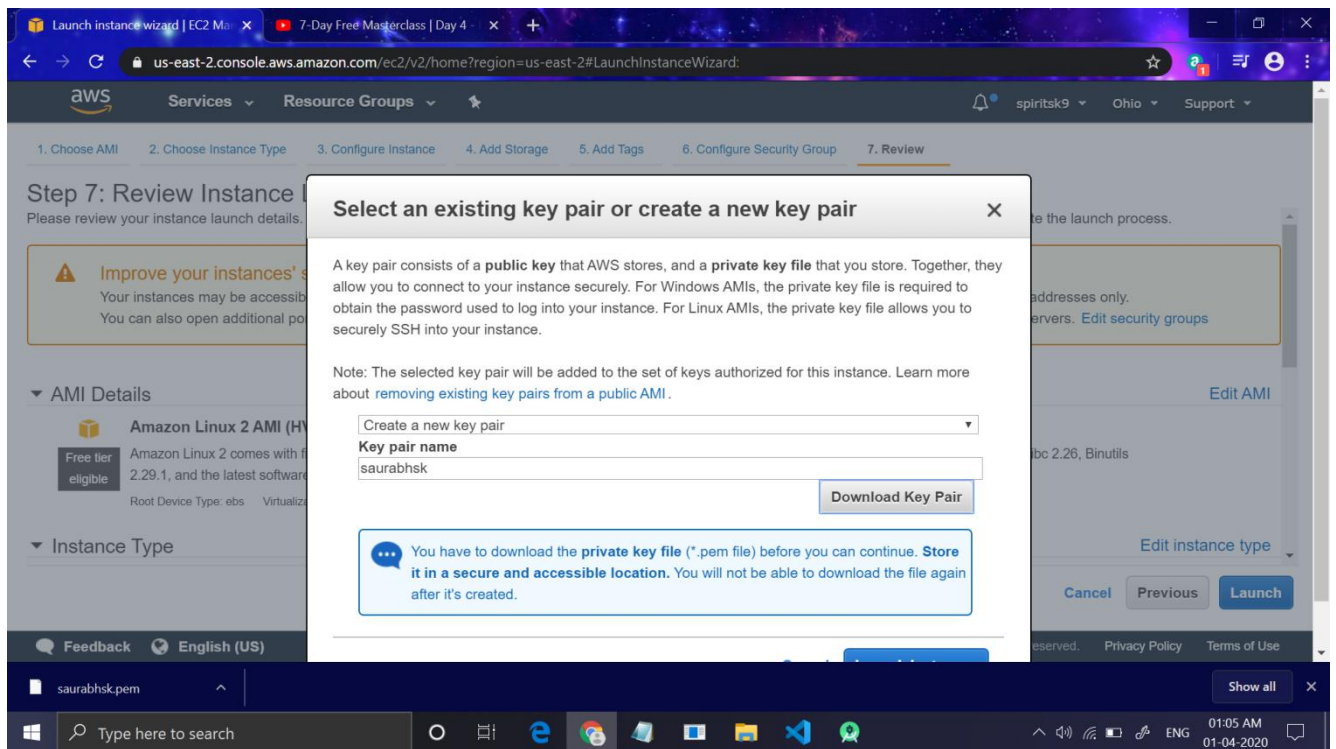 Launch instance wizard | EC2 Ma
7-Day Free Masterclass | Day 4 -
us-east-2.console.aws.amazon.com/ec2/v2/home?region=us-east-2#LaunchInstanceWizard:
aws Services Resource Groups spiritsk9 Ohio Support
1. Choose AMI 2. Choose Instance Type 3. Configure Instance 4. Add Storage 5. Add Tags 6. Configure Security Group 7. Review
Step 7: Review Instance
Please review your instance launch details. te the launch process.
Improve your instances'
Your instances may be accessib addresses only.
You can also open additional po ervers. Edit security groups
Select an existing key pair or create a new key pair
A key pair consists of a public key that AWS stores, and a private key file that you store. Together, they
allow you to connect to your instance securely. For Windows AMIs, the private key file is required to
obtain the password used to log into your instance. For Linux AMIs, the private key file allows you to
securely SSH into your instance.
Note: The selected key pair will be added to the set of keys authorized for this instance. Learn more
about removing existing key pairs from a public AMI.
Create a new key pair
Key pair name
saurabhsk
Download Key Pair
You have to download the private key file (*.pem file) before you can continue. Store
it in a secure and accessible location. You will not be able to download the file again
after it's created.
AMI Details Edit AMI
Amazon Linux 2 AMI (HV
Free tier
eligible
Amazon Linux 2 comes with f ibc 2.26, Binutils
2.29.1, and the latest software
Root Device Type: ebs Virtualiza
Instance Type Edit instance type
Cancel Previous Launch
Feedback English (US) eserved. Privacy Policy Terms of Use
saurabhsk.pem Show all
Type here to search ENG
01:05 AM
01-04-2020